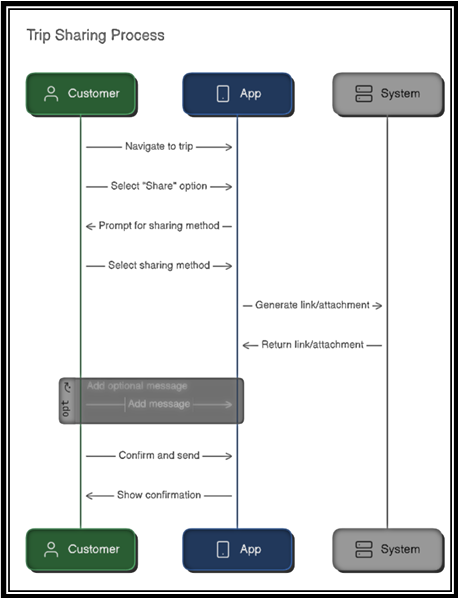 Trip Sharing Process
Customer
App
System
Navigate to trip
Select "Share" option
Prompt for sharing method
Select sharing method
Generate link/attachment
Return link/attachment
Add optional message
opt
Add message
Confirm and send
Show confirmation
Customer
App
System